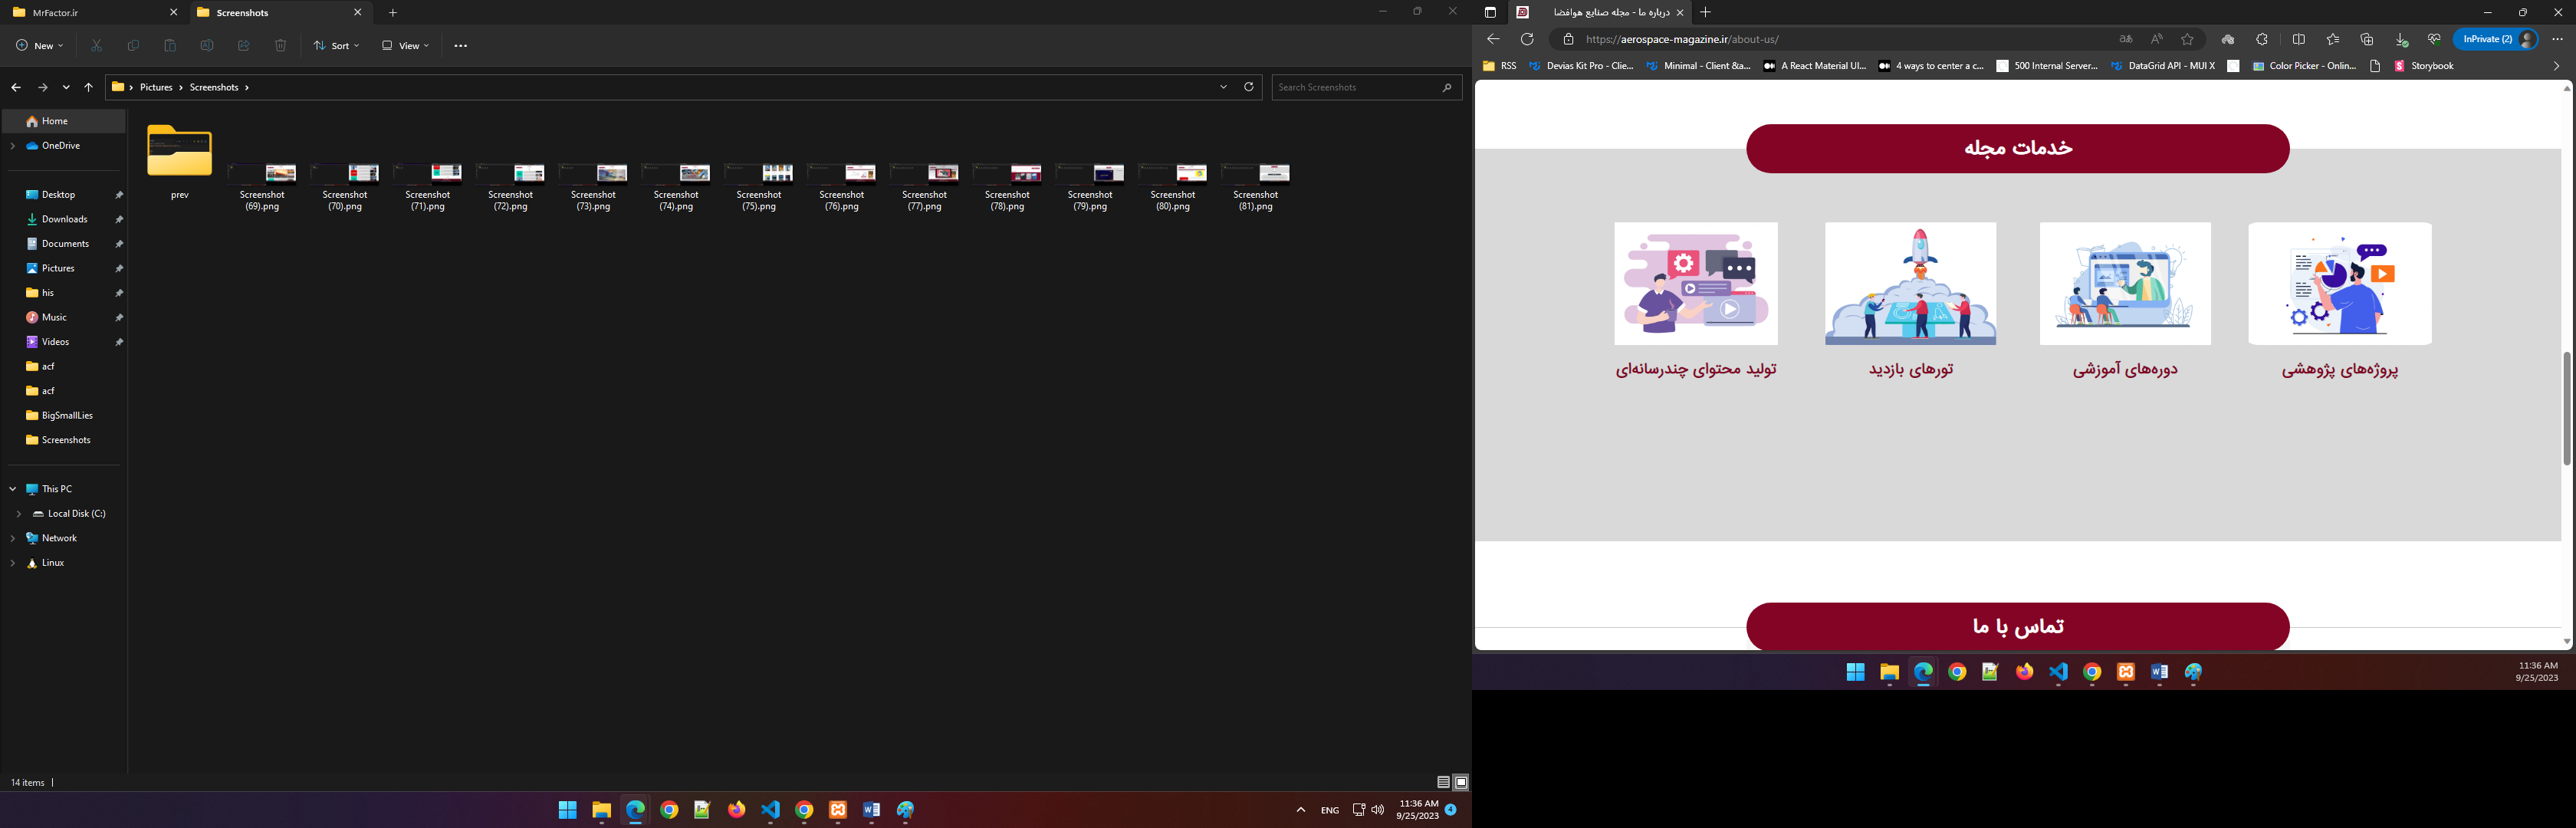 MrFactor.ir
Screenshots
New
Sort
View
Pictures
Screenshots
Search Screenshots
Home
OneDrive
Desktop
Downloads
Documents
Pictures
his
Music
Videos
acf
acf
BigSmallLies
Screenshots
This PC
Local Disk (C:)
Network
Linux
prev
Screenshot (69).png
Screenshot (70).png
Screenshot (71).png
Screenshot (72).png
Screenshot (73).png
Screenshot (74).png
Screenshot (75).png
Screenshot (76).png
Screenshot (77).png
Screenshot (78).png
Screenshot (79).png
Screenshot (80).png
Screenshot (81).png
14 items
ENG
11:36 AM
9/25/2023
4
درباره ما - مجله صنایع هوافضا
https://aerospace-magazine.ir/about-us/
InPrivate (2)
RSS
Devias Kit Pro - Clie...
Minimal - Client &a...
A React Material UI...
4 ways to center a c...
500 Internal Server...
DataGrid API - MUI X
Color Picker - Onlin...
Storybook
خدمات مجله
پروژه‌های پژوهشی
دوره‌های آموزشی
تورهای بازدید
تولید محتوای چندرسانه‌ای
تماس با ما
11:36 AM
9/25/2023